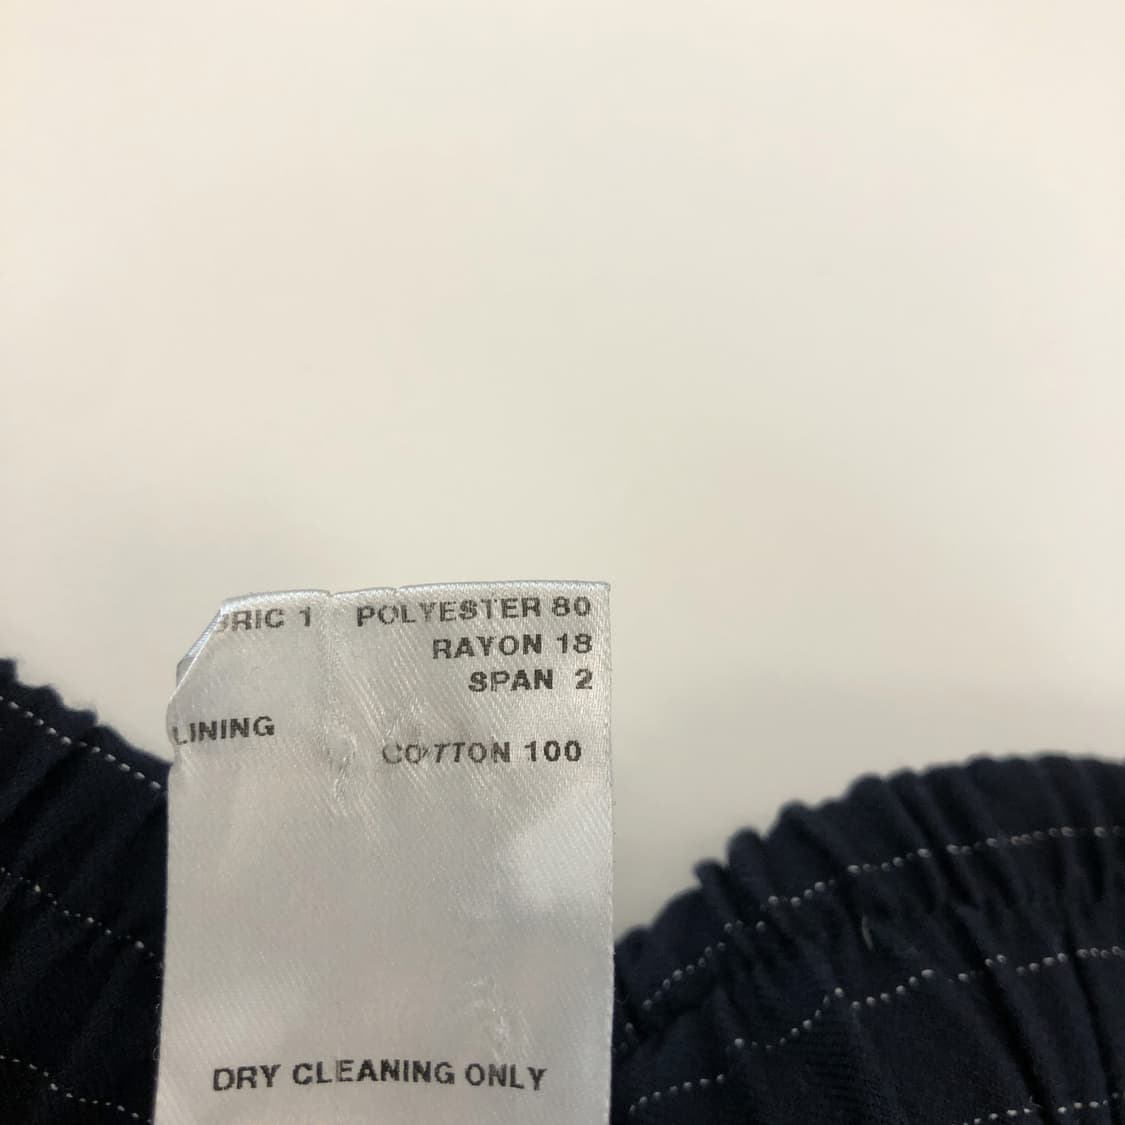 BRIC 1 POLYESTER 80
RAYON 18
SPAN 2
LINING
COTTON 100
DRY CLEANING ONLY